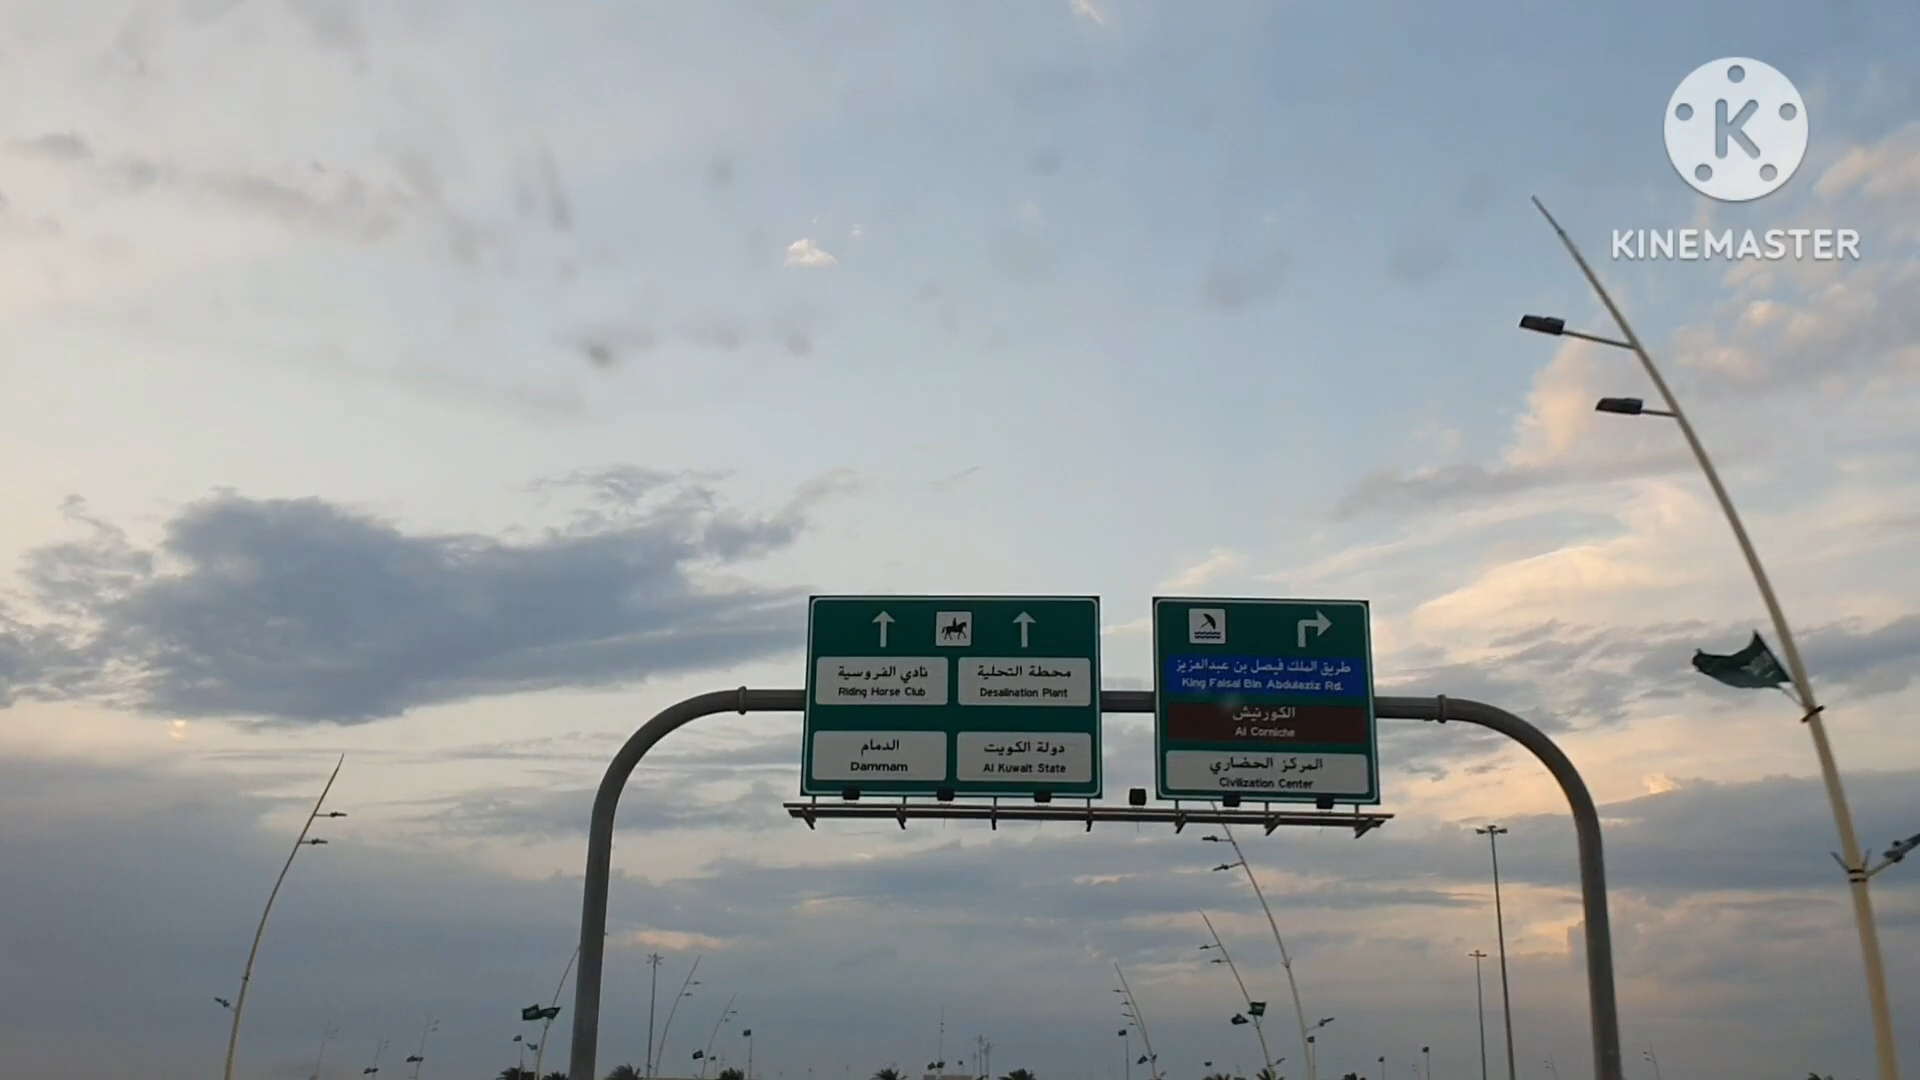 K
KINEMASTER
نادي الفروسية
Riding Horse Club
محطة التحلية
Desalination Plant
الدمام
Dammam
دولة الكويت
Al Kuwait State
طريق الملك فيصل بن عبدالعزيز
King Faisal Bin Abdulaziz Rd.
الكورنيش
Al Corniche
المركز الحضاري
Civilization Center